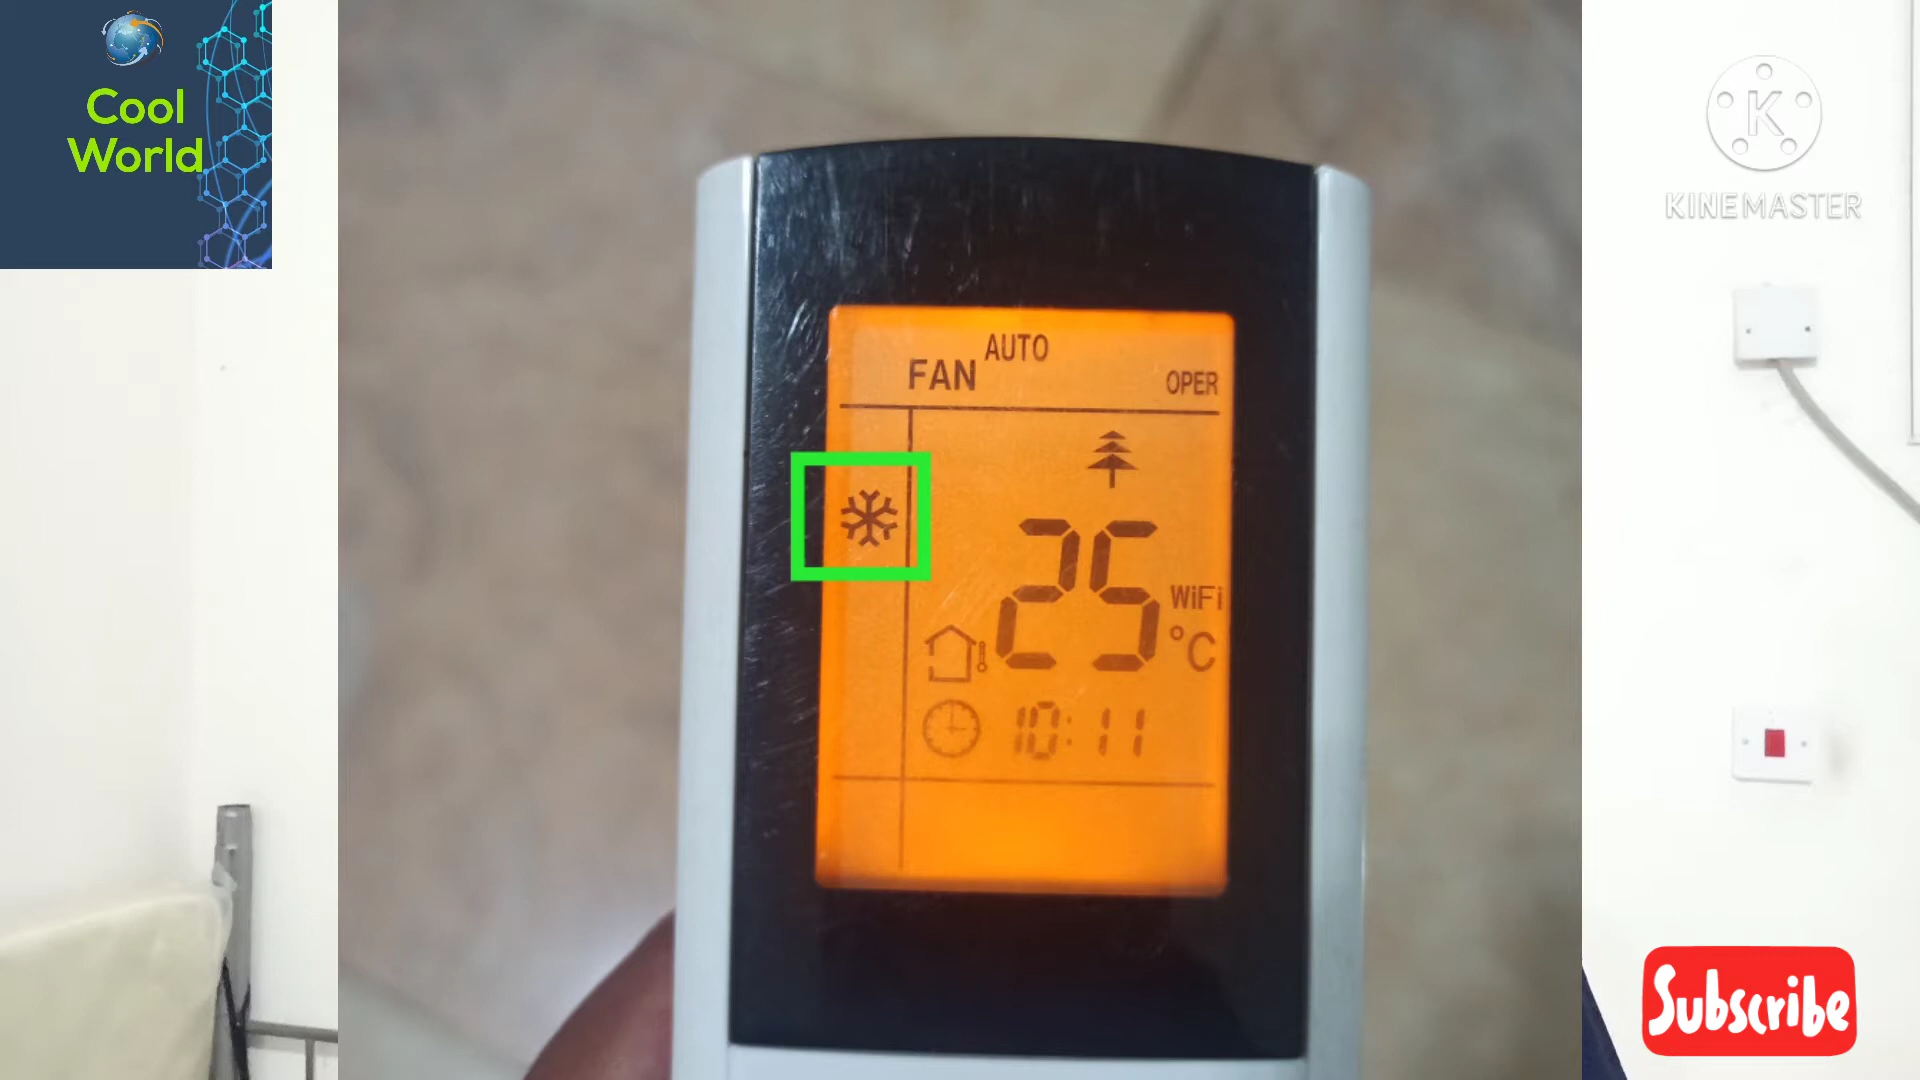 Cool
World
K
KINEMASTER
AUTO
FAN
OPER
25
WiFi
°C
10:11
Subscribe